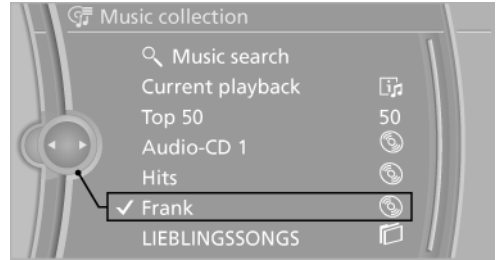 Music collection
Music search
Current playback
Top 50 50
Audio-CD 1
Hits
Frank
LIEBLINGSSONGS